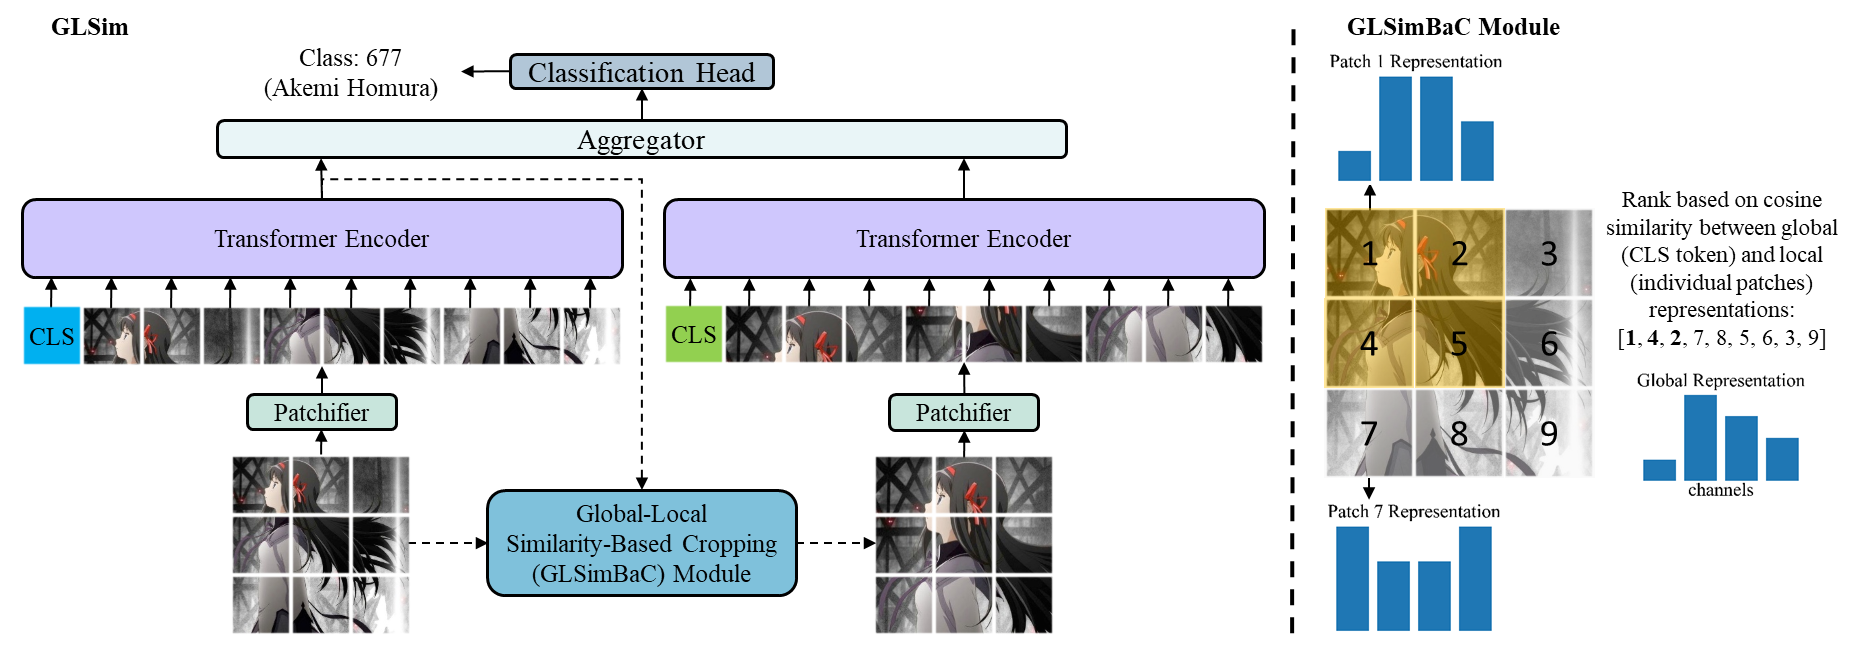 GLSim
Class: 677
(Akemi Homura)
Classification Head
Aggregator
Transformer Encoder
Transformer Encoder
CLS
CLS
Patchifier
Patchifier
Global-Local
Similarity-Based Cropping
(GLSimBaC) Module
GLSimBaC Module
Patch 1 Representation
1
2
3
4
5
6
7
8
9
Patch 7 Representation
Rank based on cosine
similarity between global
(CLS token) and local
(individual patches)
representations:
[1, 4, 2, 7, 8, 5, 6, 3, 9]
Global Representation
channels